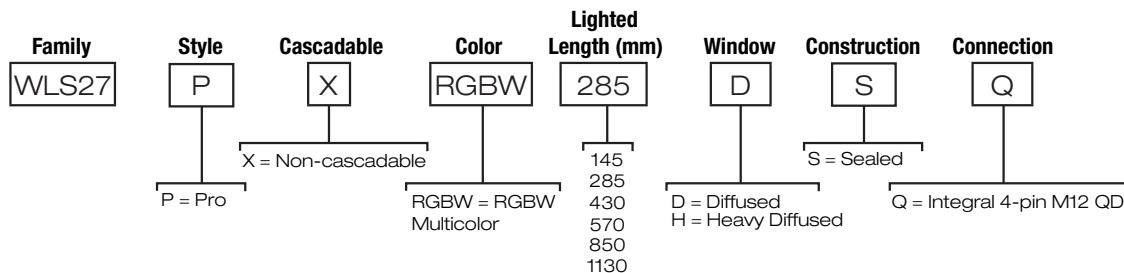 Family Style Cascadable Color Lighted Length (mm) Window Construction Connection
WLS27 P X RGBW 285 D S Q
P = Pro
X = Non-cascadable
RGBW = RGBW
Multicolor
145
285
430
570
850
1130
D = Diffused
H = Heavy Diffused
S = Sealed
Q = Integral 4-pin M12 QD